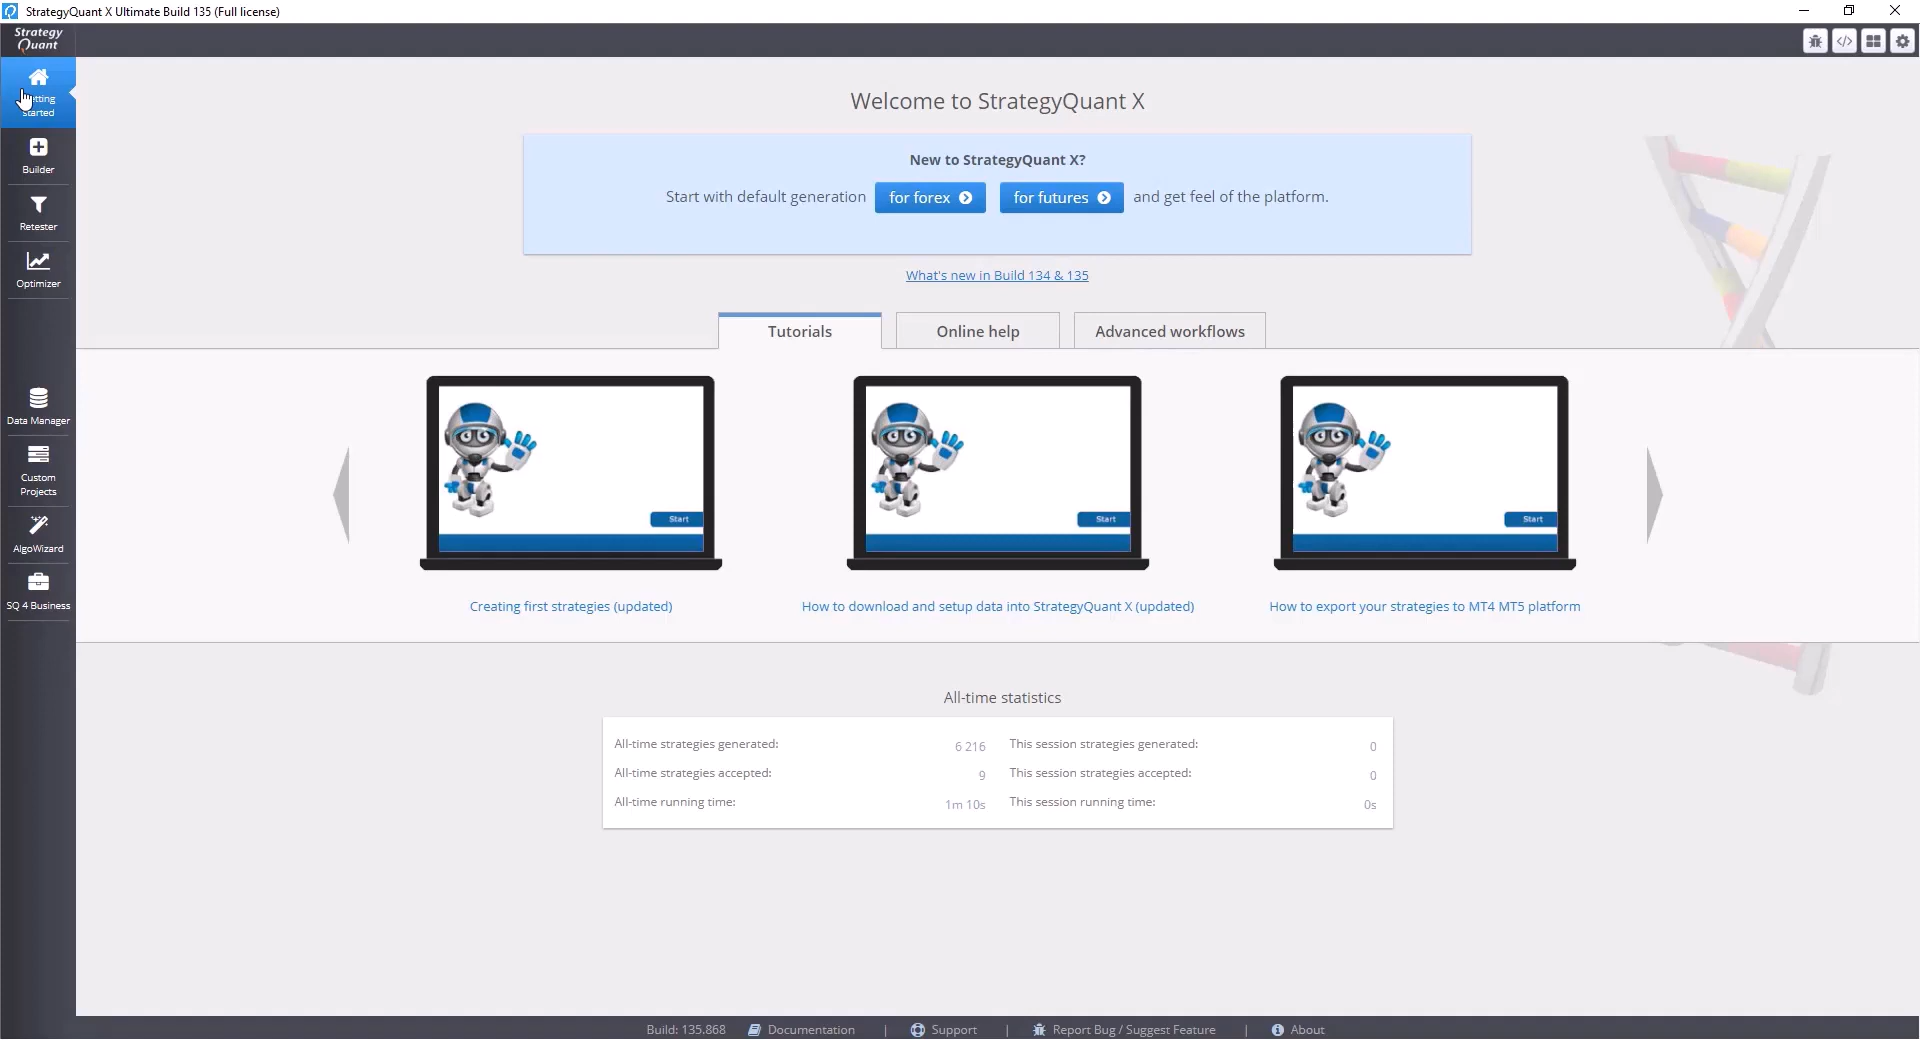 StrategyQuant X Ultimate Build 135 (Full license)
Strategy
Quant
started
Builder
Retester
Optimizer
Data Manager
Custom
Projects
AlgoWizard
SQ 4 Business
Welcome to StrategyQuant X
New to StrategyQuant X?
Start with default generation for forex for futures and get feel of the platform.
What's new in Build 134 & 135
Tutorials Online help Advanced workflows
Start Start Start
Creating first strategies (updated) How to download and setup data into StrategyQuant X (updated) How to export your strategies to MT4 MT5 platform
All-time statistics
All-time strategies generated: 6 216 This session strategies generated: 0
All-time strategies accepted: 9 This session strategies accepted: 0
All-time running time: 1m 10s This session running time: 0s
Build: 135.868 Documentation | Support | Report Bug / Suggest Feature | About